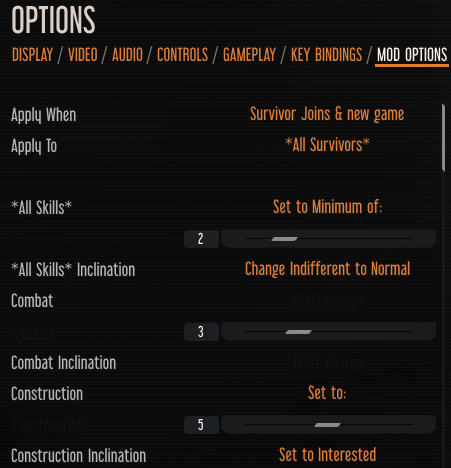 OPTIONS
DISPLAY / VIDEO / AUDIO / CONTROLS / GAMEPLAY / KEY BINDINGS / MOD OPTIONS
Apply When Survivor Joins & new game
Apply To *All Survivors*
*All Skills* Set to Minimum of:
2
*All Skills* Inclination Change Indifferent to Normal
Combat Don't Change
Combat 3
Combat Inclination Don't Change
Construction Set to:
Construction 5
Construction Inclination Set to Interested